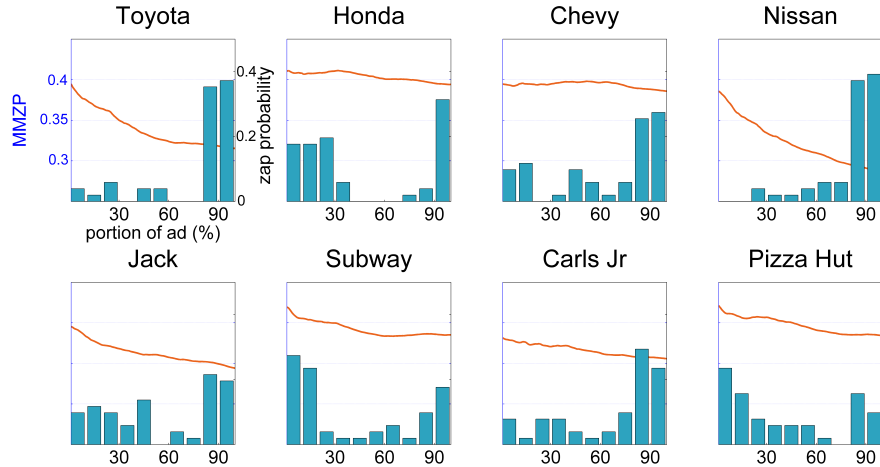 Toyota
Honda
Chevy
Nissan
MMZP
0.4
0.35
0.3
0.4
0.2
0
zap probability
30 60 90
30 60 90
30 60 90
30 60 90
portion of ad (%)
Jack
Subway
Carls Jr
Pizza Hut
30 60 90
30 60 90
30 60 90
30 60 90